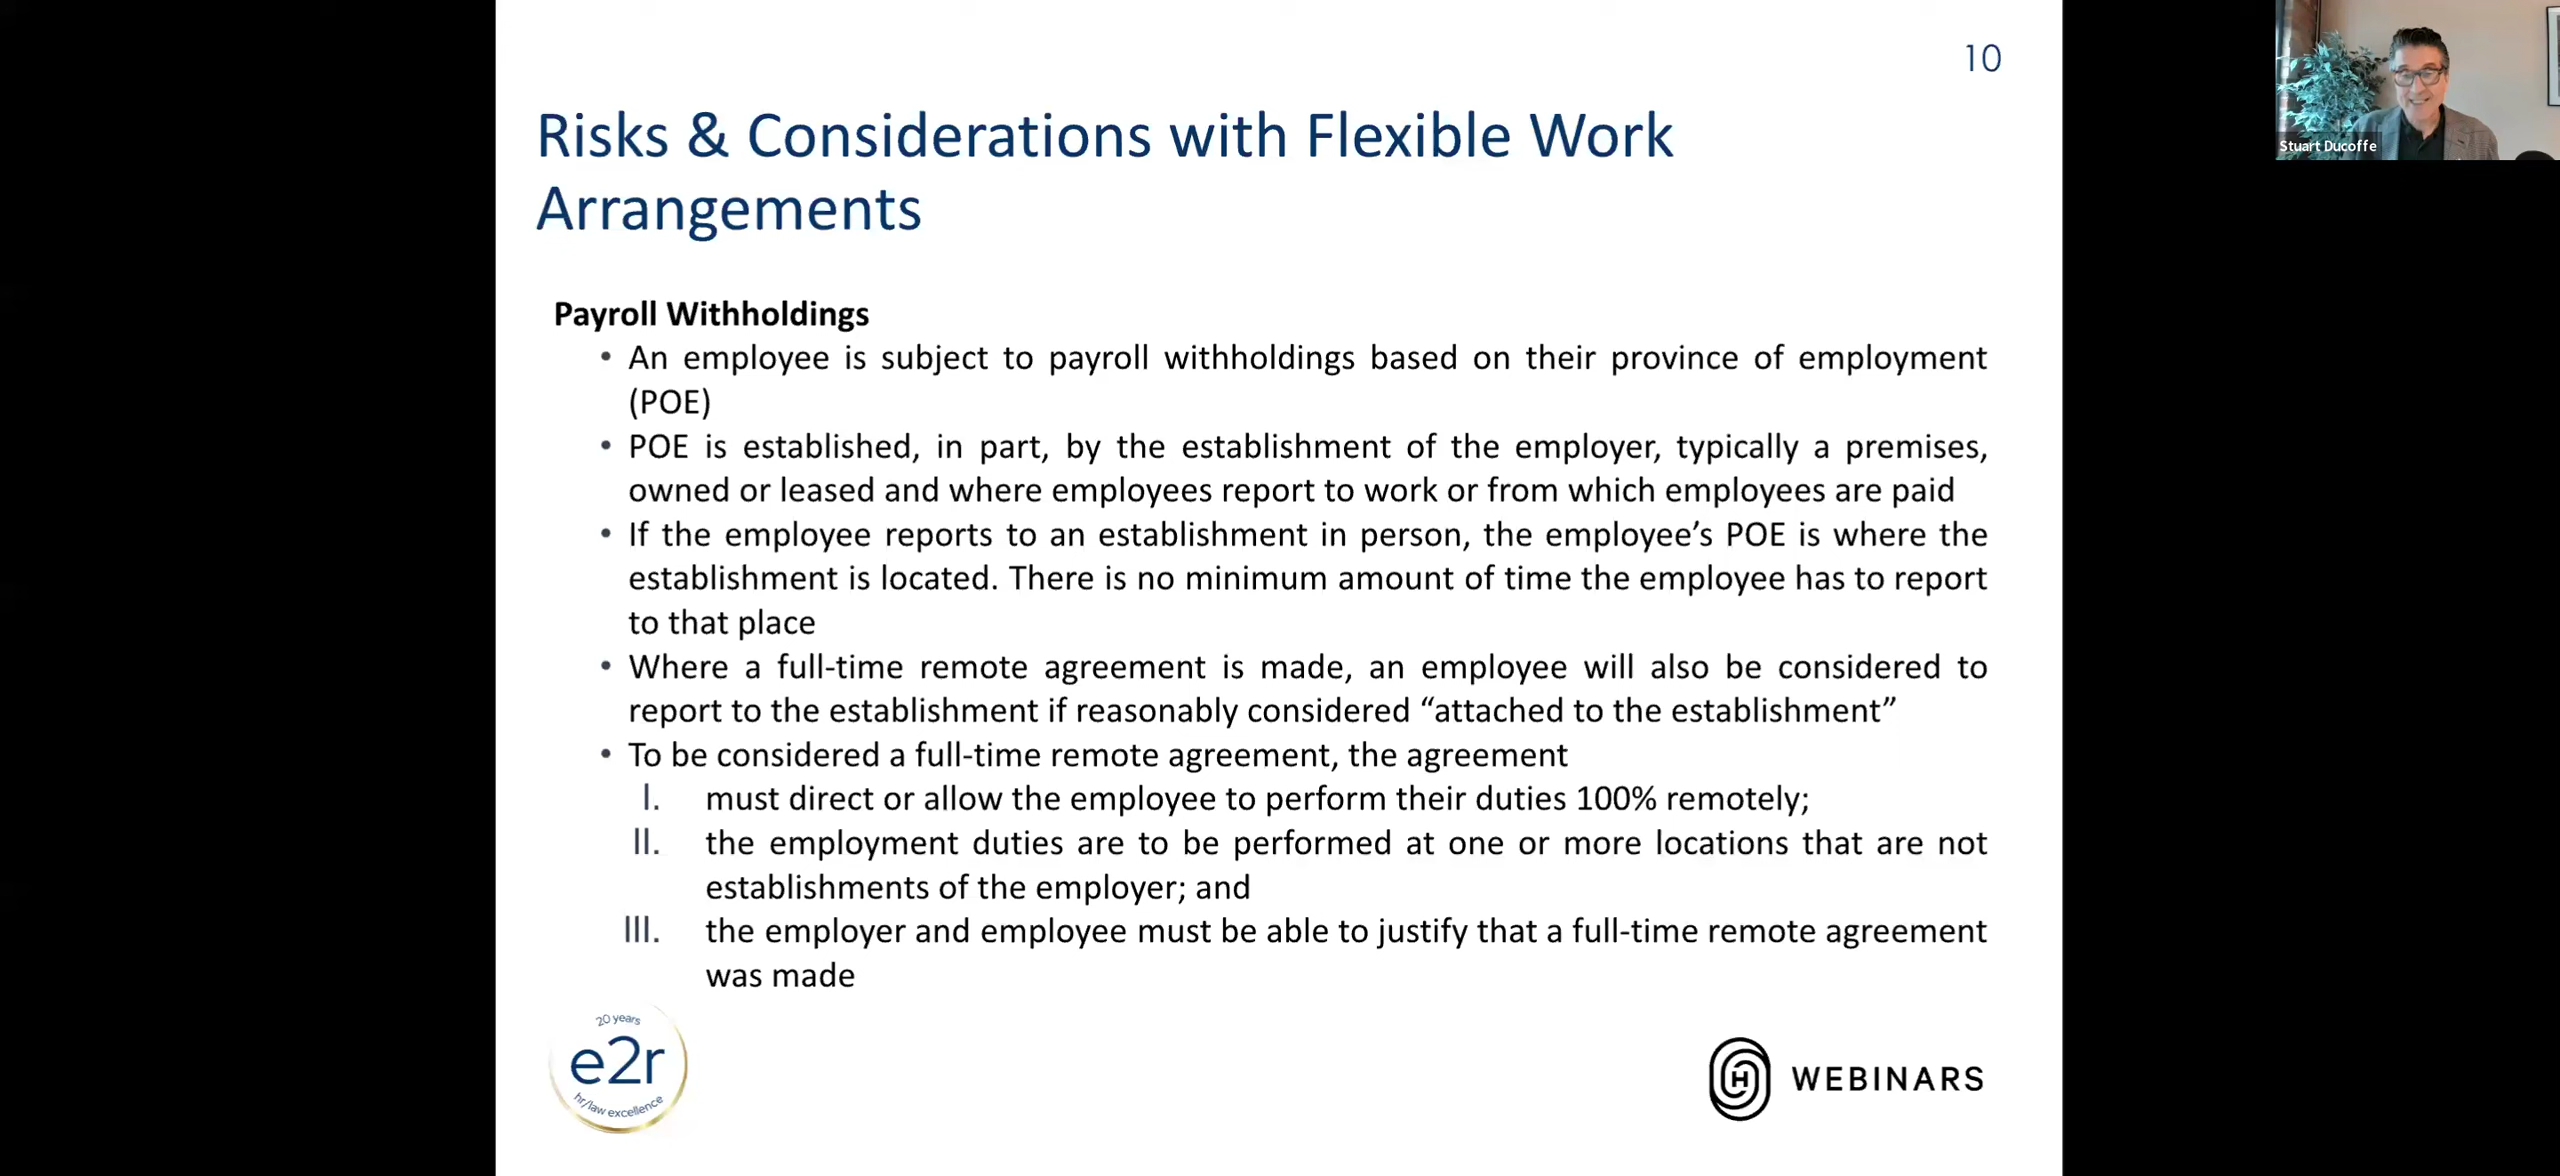 10
Stuart Ducoffe
Risks & Considerations with Flexible Work
Arrangements
Payroll Withholdings
• An employee is subject to payroll withholdings based on their province of employment
(POE)
• POE is established, in part, by the establishment of the employer, typically a premises,
owned or leased and where employees report to work or from which employees are paid
• If the employee reports to an establishment in person, the employee’s POE is where the
establishment is located. There is no minimum amount of time the employee has to report
to that place
• Where a full-time remote agreement is made, an employee will also be considered to
report to the establishment if reasonably considered “attached to the establishment”
• To be considered a full-time remote agreement, the agreement
I. must direct or allow the employee to perform their duties 100% remotely;
II. the employment duties are to be performed at one or more locations that are not
establishments of the employer; and
III. the employer and employee must be able to justify that a full-time remote agreement
was made
20 years
e2r
hr/law excellence
H WEBINARS